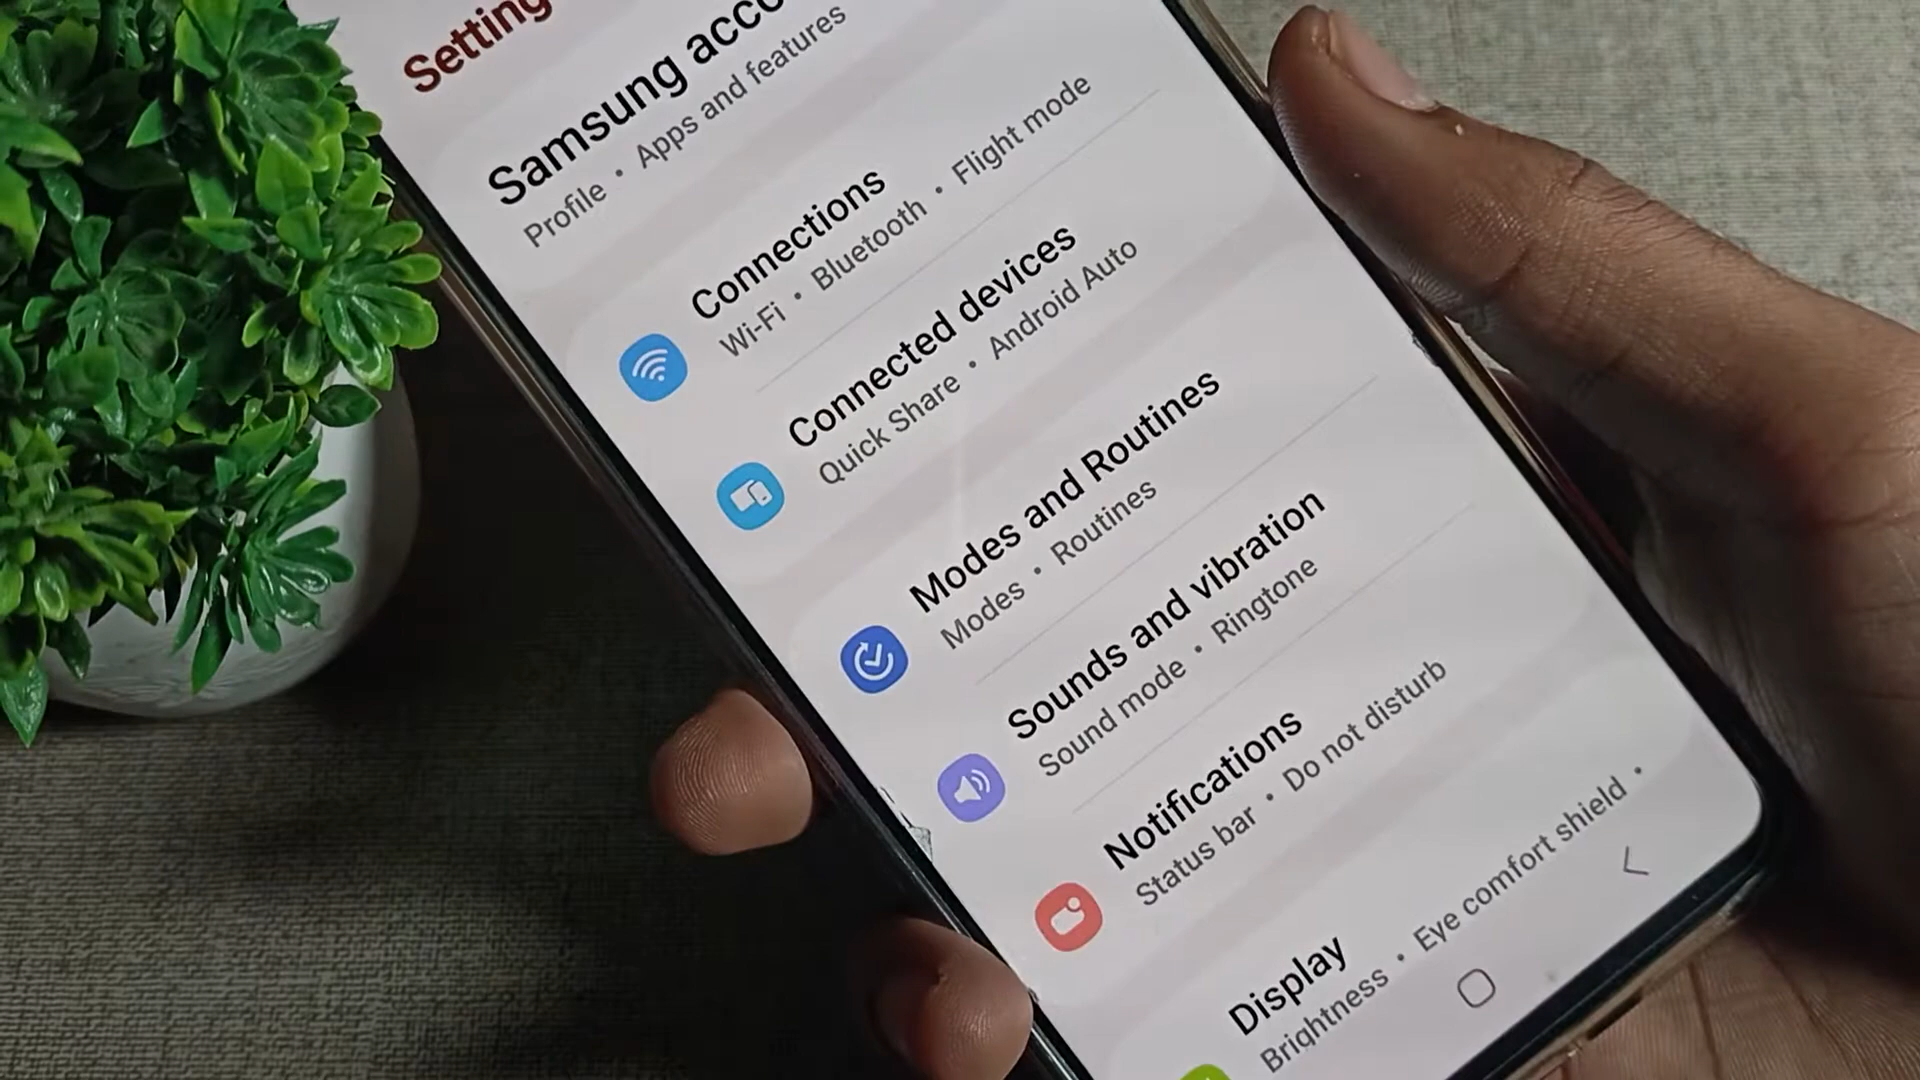 Setting
Samsung acco
Profile • Apps and features
Connections
Wi-Fi • Bluetooth • Flight mode
Connected devices
Quick Share • Android Auto
Modes and Routines
Modes • Routines
Sounds and vibration
Sound mode • Ringtone
Notifications
Status bar • Do not disturb
Display
Brightness • Eye comfort shield •